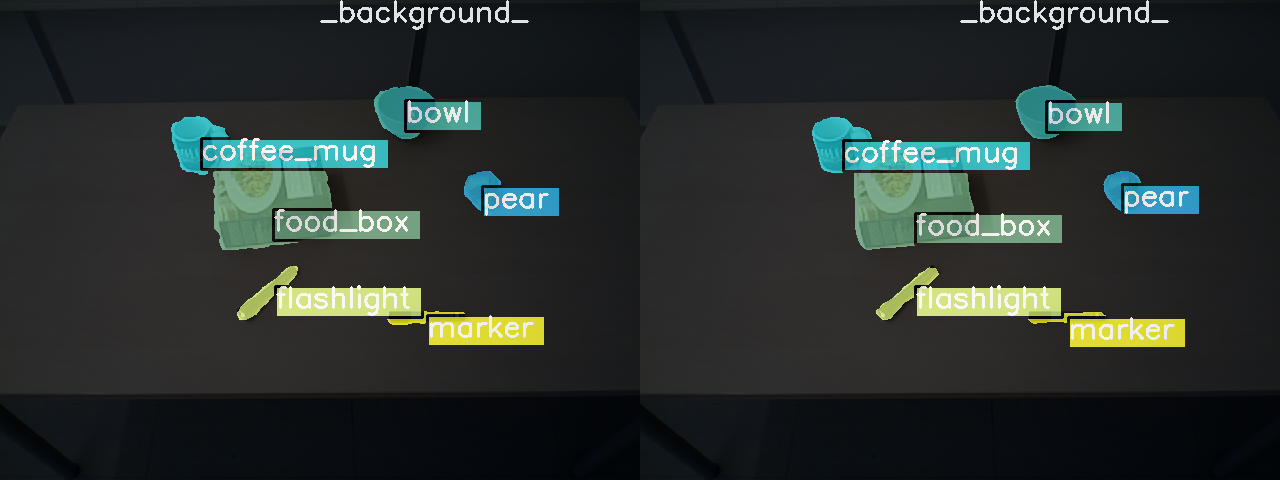 _background_ _background_
bowl bowl
coffee_mug coffee_mug
pear pear
food_box food_box
flashlight flashlight
marker marker